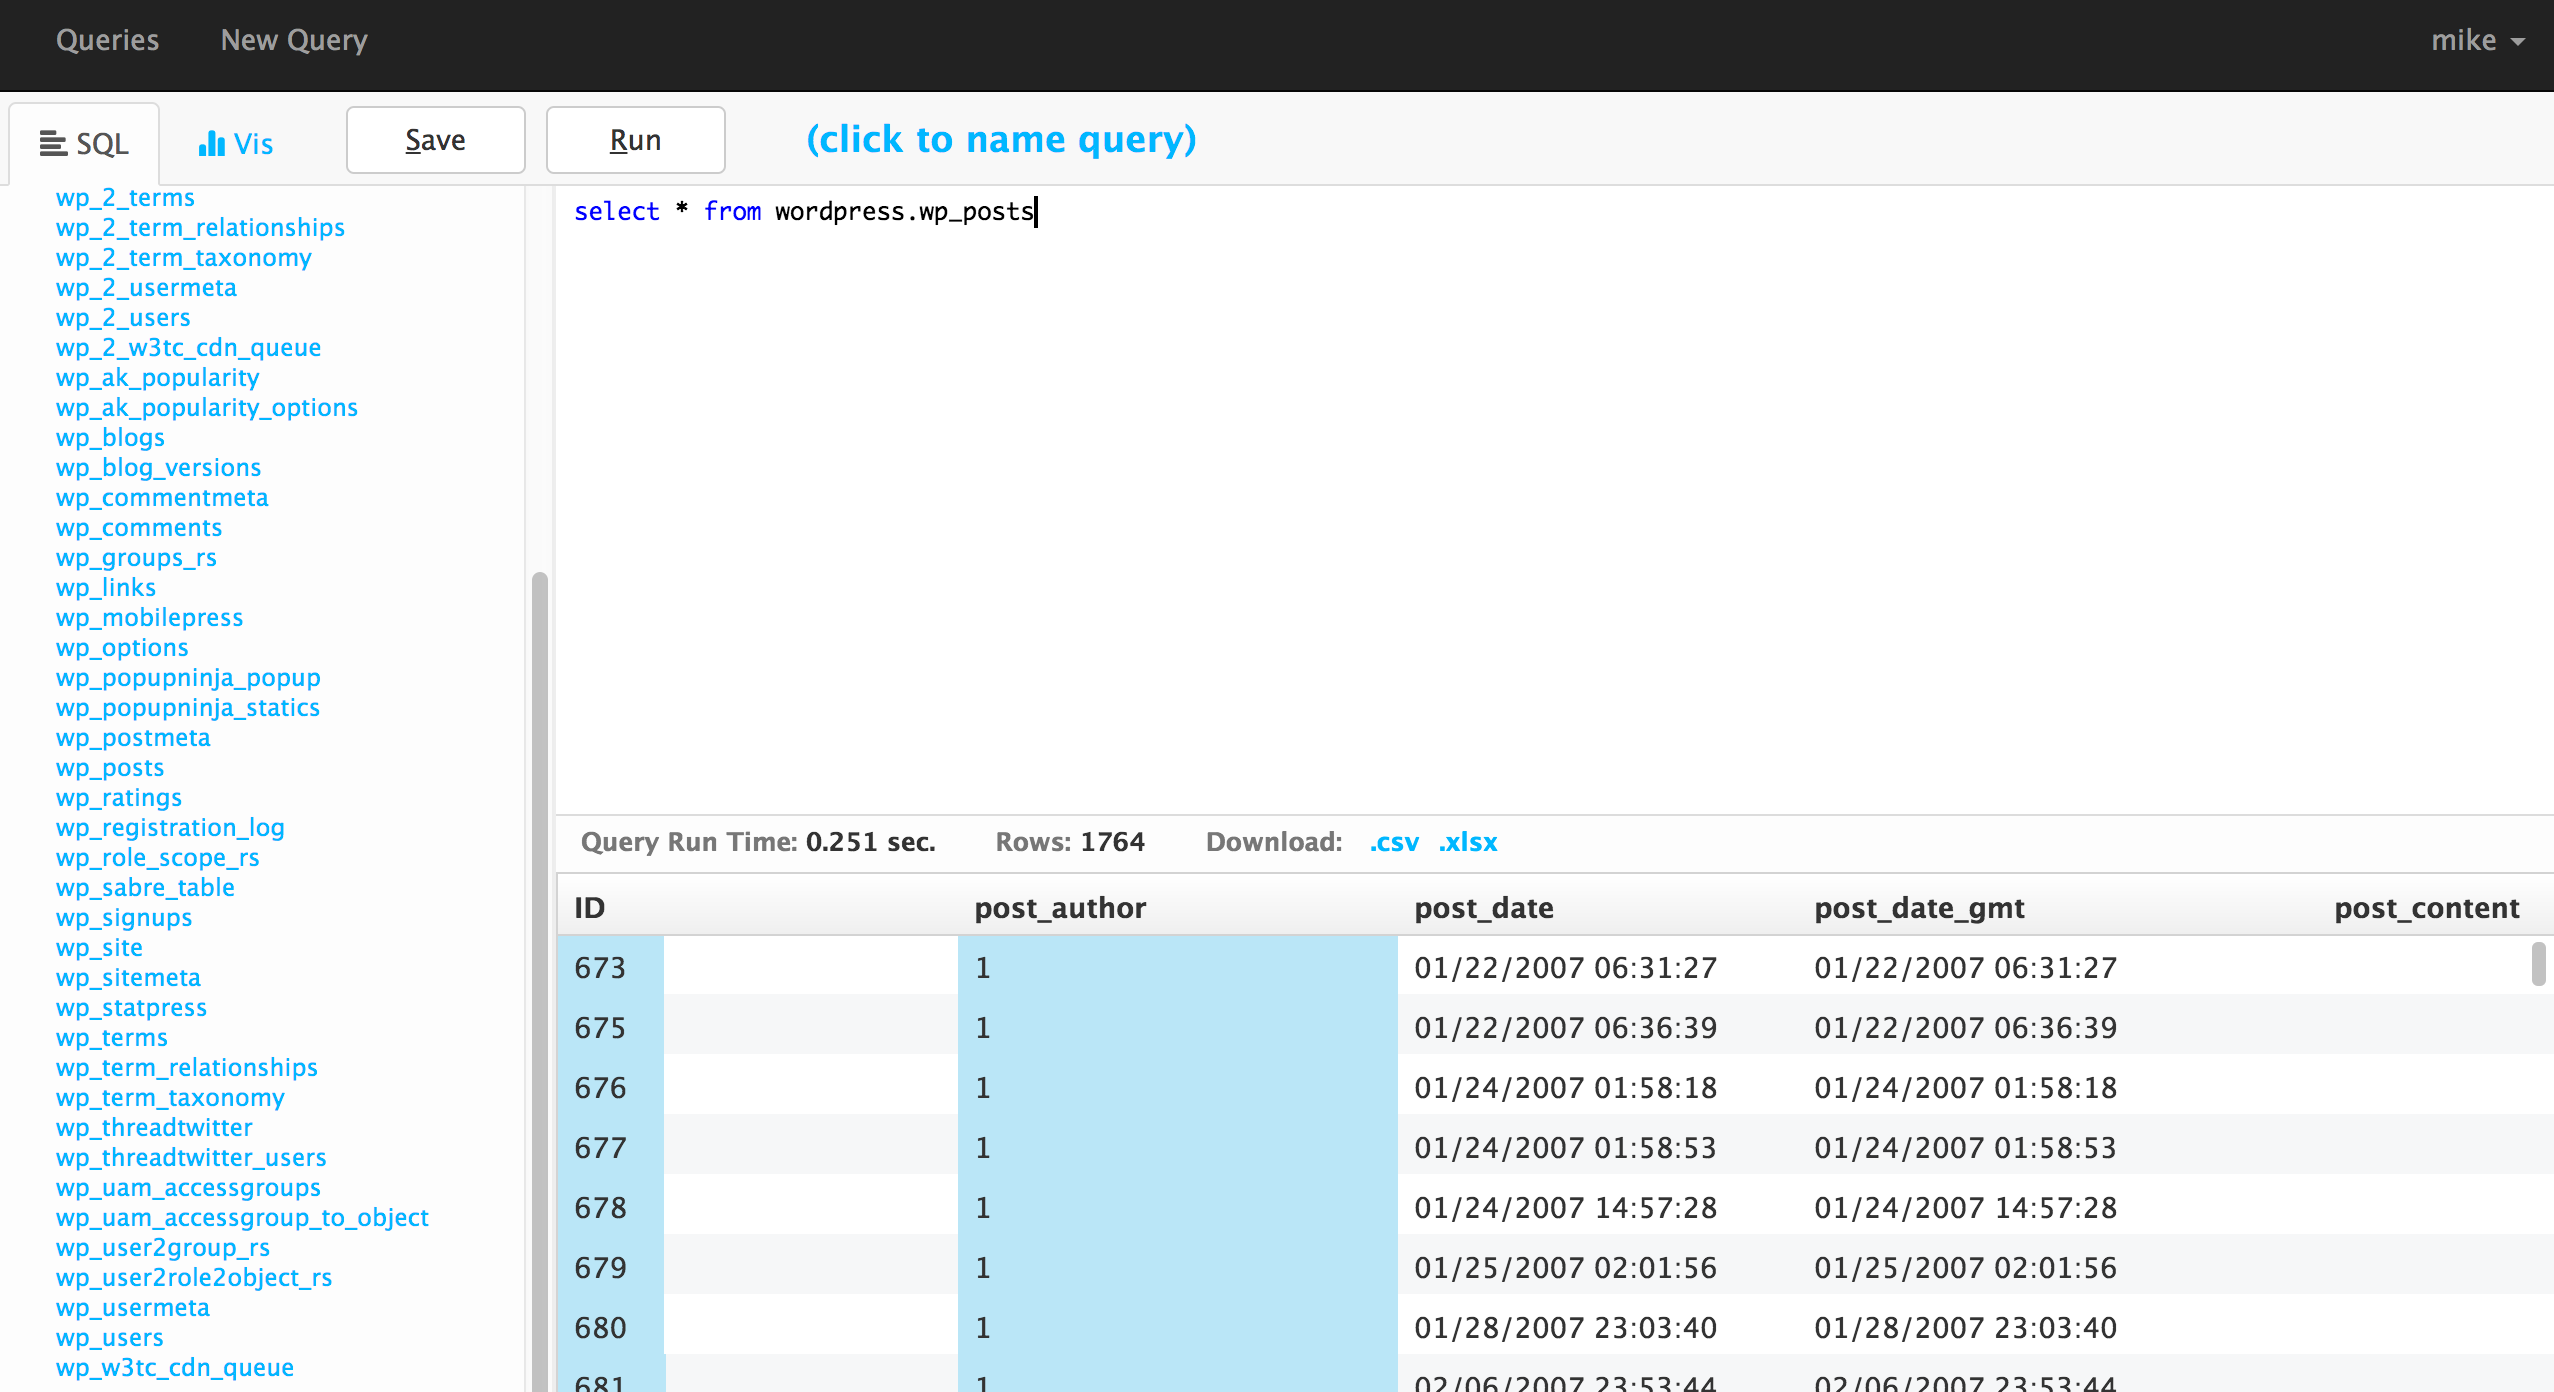 Queries New Query mike
SQL Vis Save Run (click to name query)
wp_2_terms
wp_2_term_relationships
wp_2_term_taxonomy
wp_2_usermeta
wp_2_users
wp_2_w3tc_cdn_queue
wp_ak_popularity
wp_ak_popularity_options
wp_blogs
wp_blog_versions
wp_commentmeta
wp_comments
wp_groups_rs
wp_links
wp_mobilepress
wp_options
wp_popupninja_popup
wp_popupninja_statics
wp_postmeta
wp_posts
wp_ratings
wp_registration_log
wp_role_scope_rs
wp_sabre_table
wp_signups
wp_site
wp_sitemeta
wp_statpress
wp_terms
wp_term_relationships
wp_term_taxonomy
wp_threadtwitter
wp_threadtwitter_users
wp_uam_accessgroups
wp_uam_accessgroup_to_object
wp_user2group_rs
wp_user2role2object_rs
wp_usermeta
wp_users
wp_w3tc_cdn_queue
select * from wordpress.wp_posts
Query Run Time: 0.251 sec. Rows: 1764 Download: .csv .xlsx
ID post_author post_date post_date_gmt post_content
673 1 01/22/2007 06:31:27 01/22/2007 06:31:27
675 1 01/22/2007 06:36:39 01/22/2007 06:36:39
676 1 01/24/2007 01:58:18 01/24/2007 01:58:18
677 1 01/24/2007 01:58:53 01/24/2007 01:58:53
678 1 01/24/2007 14:57:28 01/24/2007 14:57:28
679 1 01/25/2007 02:01:56 01/25/2007 02:01:56
680 1 01/28/2007 23:03:40 01/28/2007 23:03:40
681 1 02/06/2007 23:53:44 02/06/2007 23:53:44